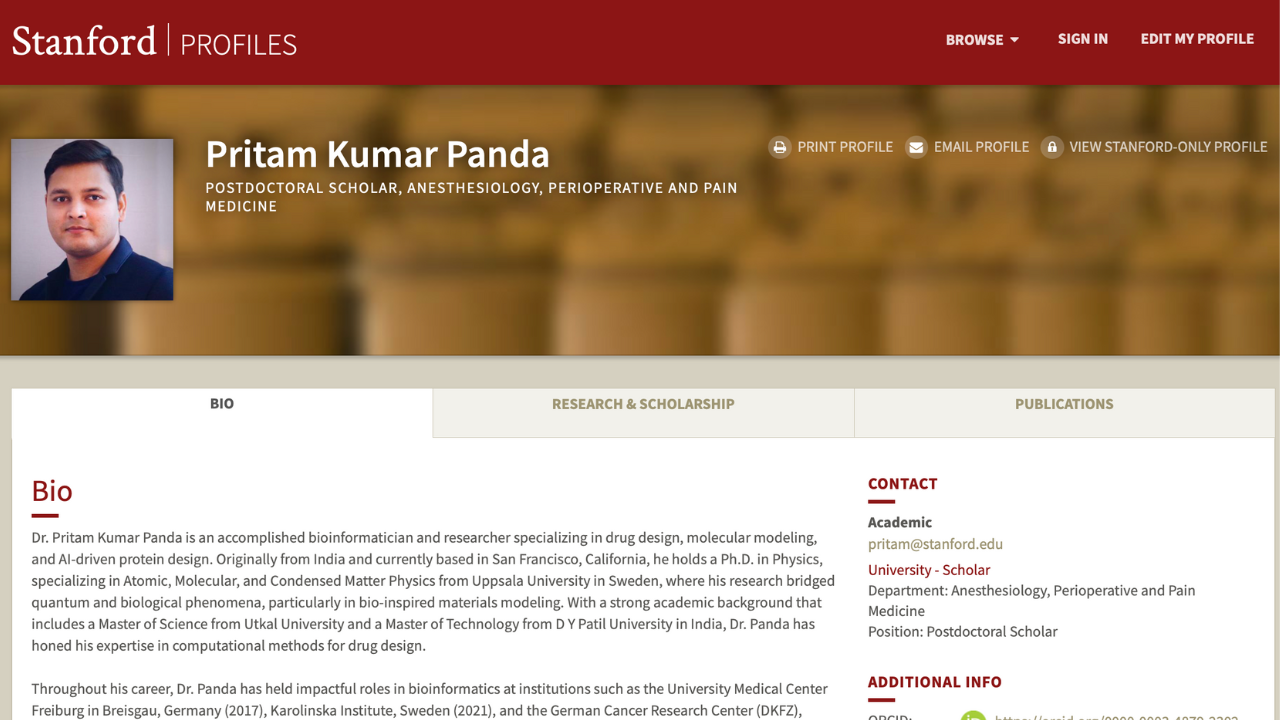 Stanford | PROFILES
BROWSE
SIGN IN
EDIT MY PROFILE
Pritam Kumar Panda
POSTDOCTORAL SCHOLAR, ANESTHESIOLOGY, PERIOPERATIVE AND PAIN
MEDICINE
PRINT PROFILE
EMAIL PROFILE
VIEW STANFORD-ONLY PROFILE
BIO
RESEARCH & SCHOLARSHIP
PUBLICATIONS
Bio
Dr. Pritam Kumar Panda is an accomplished bioinformatician and researcher specializing in drug design, molecular modeling,
and AI-driven protein design. Originally from India and currently based in San Francisco, California, he holds a Ph.D. in Physics,
specializing in Atomic, Molecular, and Condensed Matter Physics from Uppsala University in Sweden, where his research bridged
quantum and biological phenomena, particularly in bio-inspired materials modeling. With a strong academic background that
includes a Master of Science from Utkal University and a Master of Technology from D Y Patil University in India, Dr. Panda has
honed his expertise in computational methods for drug design.
Throughout his career, Dr. Panda has held impactful roles in bioinformatics at institutions such as the University Medical Center
Freiburg in Breisgau, Germany (2017), Karolinska Institute, Sweden (2021), and the German Cancer Research Center (DKFZ),
CONTACT
Academic
pritam@stanford.edu
University - Scholar
Department: Anesthesiology, Perioperative and Pain
Medicine
Position: Postdoctoral Scholar
ADDITIONAL INFO
ORCID: